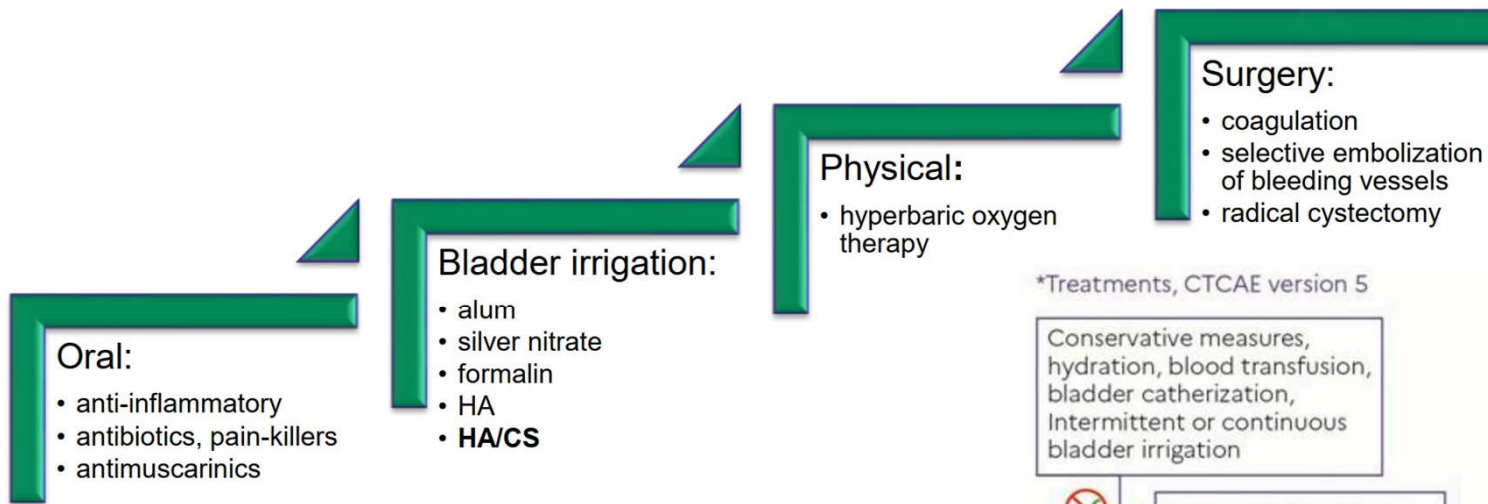 Oral:
• anti-inflammatory
• antibiotics, pain-killers
• antimuscarinics
Bladder irrigation:
• alum
• silver nitrate
• formalin
• HA
• HA/CS
Physical:
• hyperbaric oxygen
therapy
Surgery:
• coagulation
• selective embolization
of bleeding vessels
• radical cystectomy
*Treatments, CTCAE version 5
Conservative measures,
hydration, blood transfusion,
bladder catherization,
Intermittent or continuous
bladder irrigation